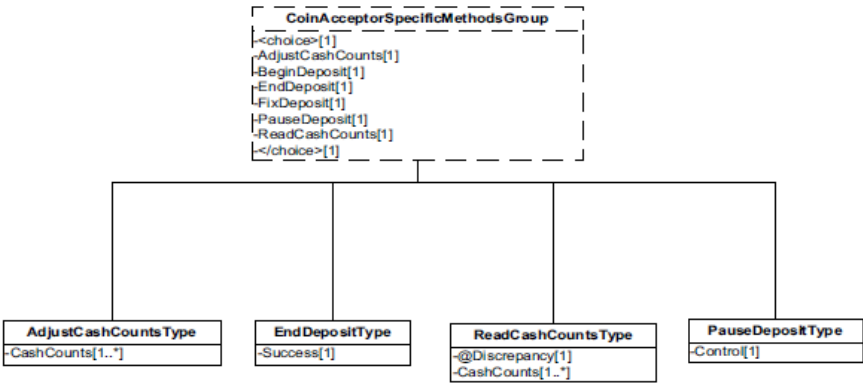 CoinAcceptorSpecificMethodsGroup
-<choice>[1]
-AdjustCashCounts[1]
-BeginDeposit[1]
-EndDeposit[1]
-FixDeposit[1]
-PauseDeposit[1]
-ReadCashCounts[1]
-</choice>[1]
AdjustCashCountsType
-CashCounts[1..*]
EndDepositType
-Success[1]
ReadCashCountsType
-@Discrepancy[1]
-CashCounts[1..*]
PauseDepositType
-Control[1]